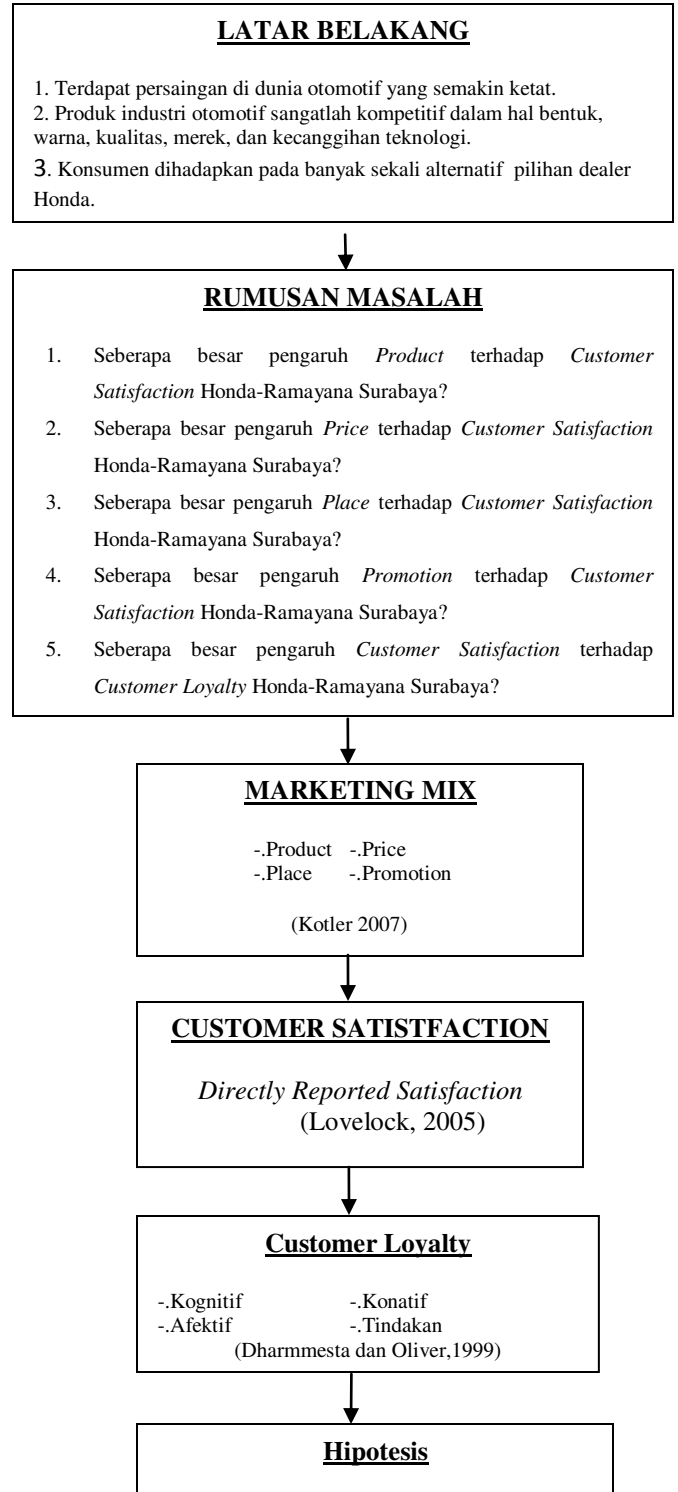 LATAR BELAKANG
1. Terdapat persaingan di dunia otomotif yang semakin ketat.
2. Produk industri otomotif sangatlah kompetitif dalam hal bentuk,
warna, kualitas, merek, dan kecanggihan teknologi.
3. Konsumen dihadapkan pada banyak sekali alternatif pilihan dealer
Honda.
RUMUSAN MASALAH
1. Seberapa besar pengaruh Product terhadap Customer
Satisfaction Honda-Ramayana Surabaya?
2. Seberapa besar pengaruh Price terhadap Customer Satisfaction
Honda-Ramayana Surabaya?
3. Seberapa besar pengaruh Place terhadap Customer Satisfaction
Honda-Ramayana Surabaya?
4. Seberapa besar pengaruh Promotion terhadap Customer
Satisfaction Honda-Ramayana Surabaya?
5. Seberapa besar pengaruh Customer Satisfaction terhadap
Customer Loyalty Honda-Ramayana Surabaya?
MARKETING MIX
-.Product -.Price
-.Place -.Promotion
(Kotler 2007)
CUSTOMER SATISTFACTION
Directly Reported Satisfaction
(Lovelock, 2005)
Customer Loyalty
-.Kognitif -.Konatif
-.Afektif -.Tindakan
(Dharmmesta dan Oliver,1999)
Hipotesis